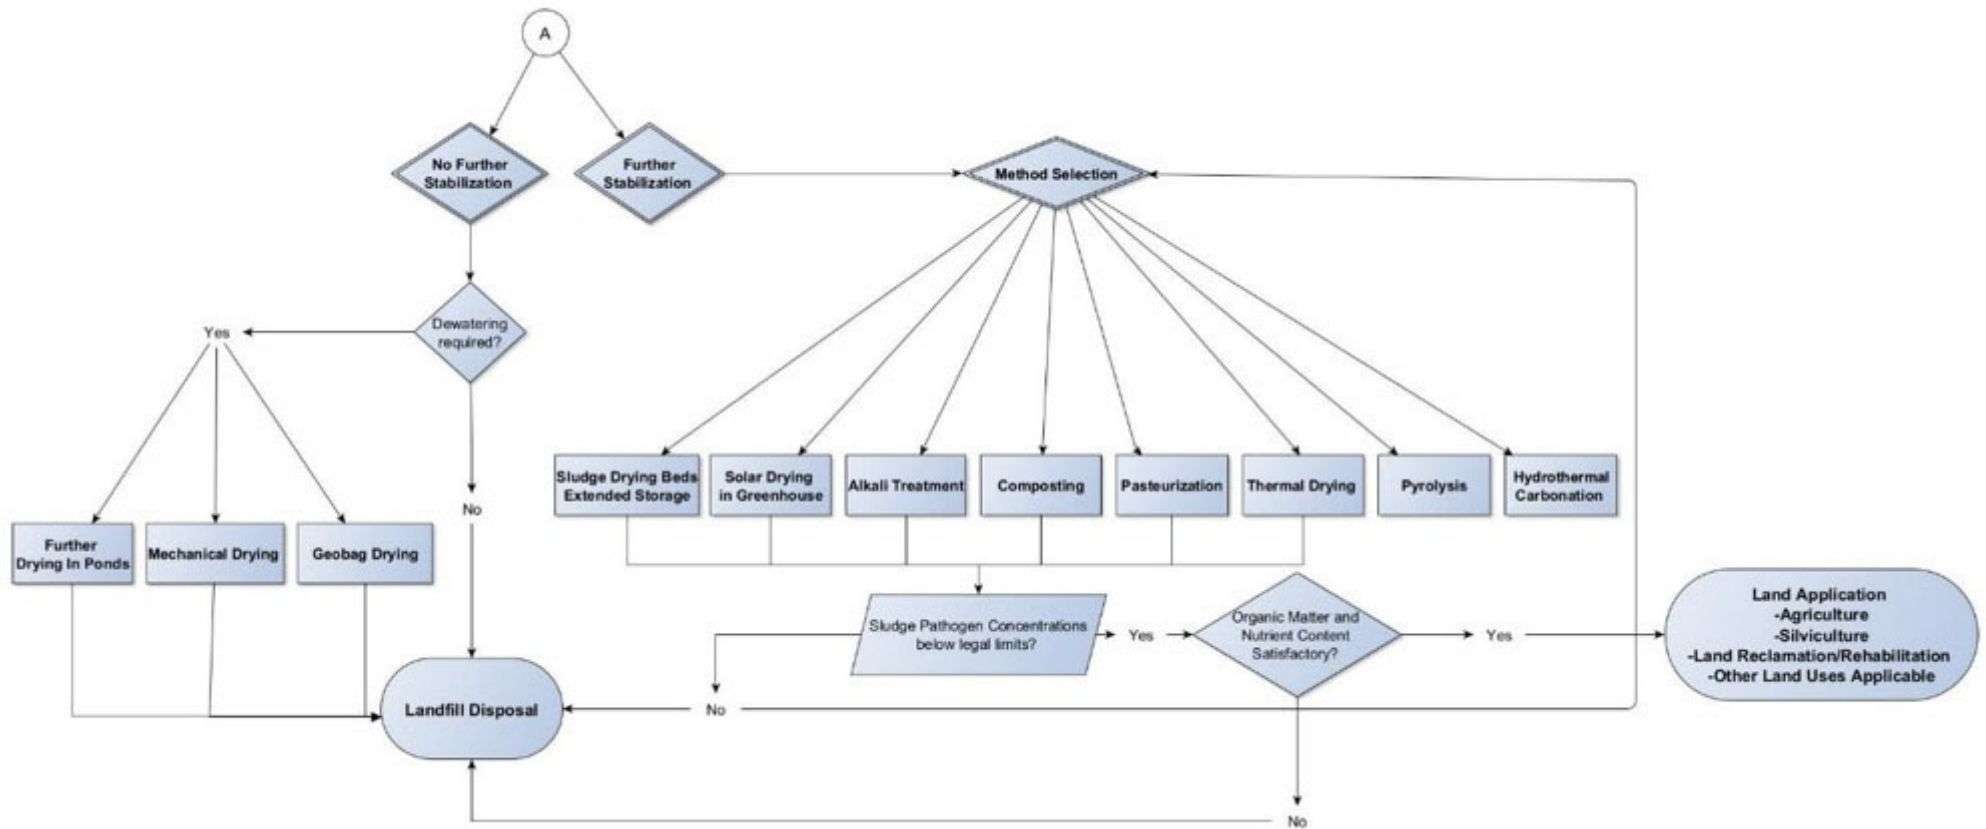 A
No Further
Stabilization
Further
Stabilization
Method Selection
Dewatering
required?
Yes
No
Further
Drying In Ponds
Mechanical Drying
Geobag Drying
Sludge Drying Beds
Extended Storage
Solar Drying
in Greenhouse
Alkali Treatment
Composting
Pasteurization
Thermal Drying
Pyrolysis
Hydrothermal
Carbonation
Sludge Pathogen Concentrations
below legal limits?
Yes
Organic Matter and
Nutrient Content
Satisfactory?
Yes
Land Application
-Agriculture
-Silviculture
-Land Reclamation/Rehabilitation
-Other Land Uses Applicable
Landfill Disposal
No
No